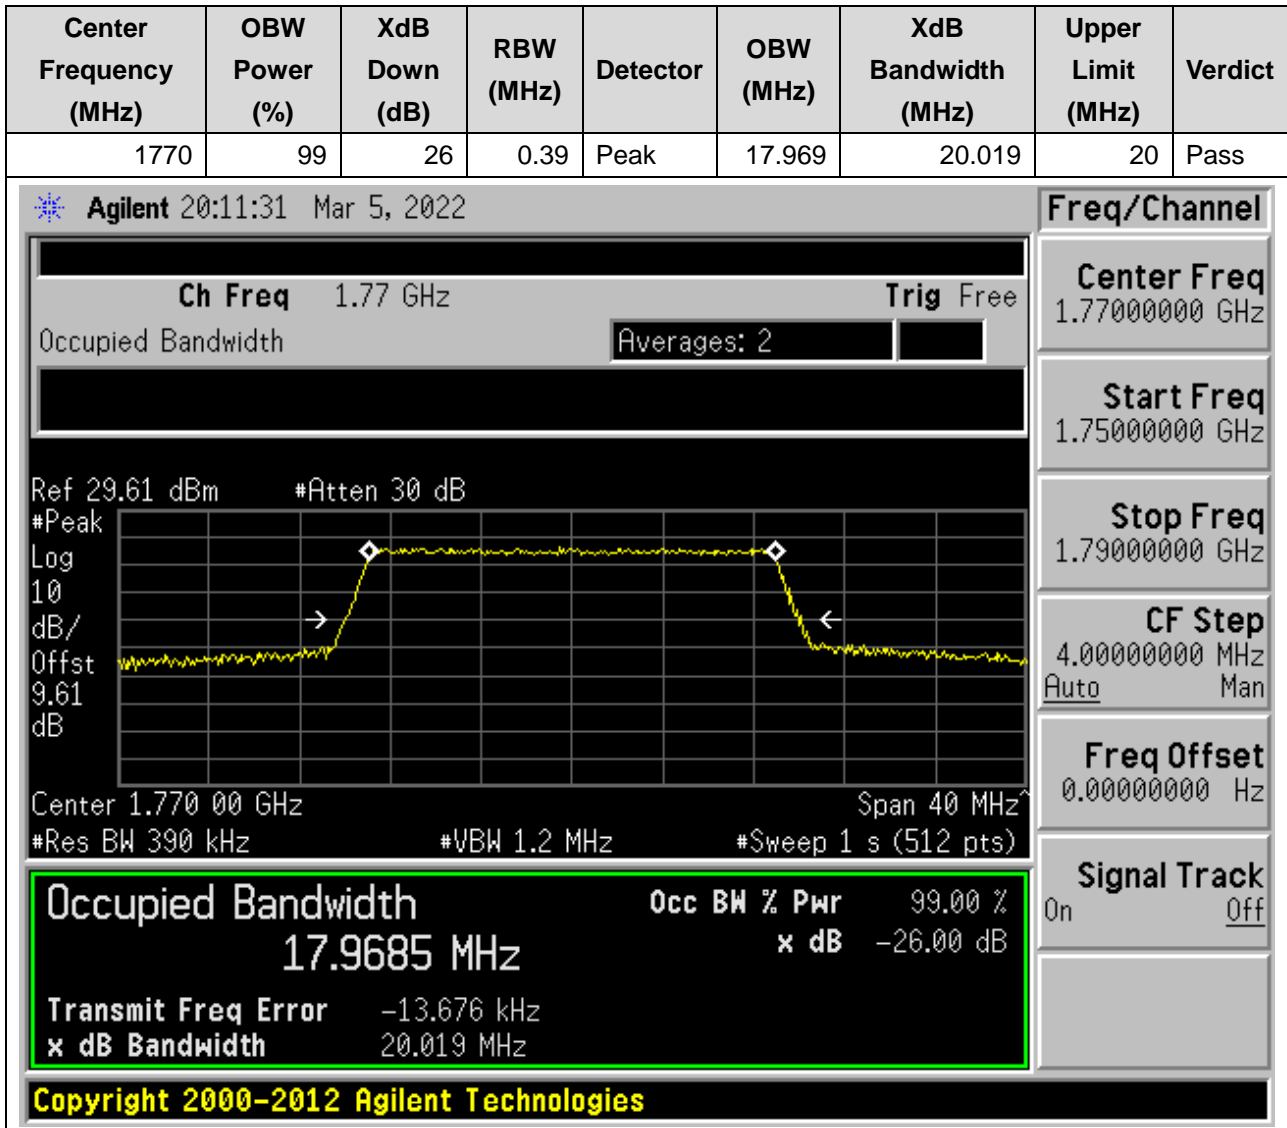 Center Frequency (MHz) OBW Power (%) XdB Down (dB) RBW (MHz) Detector OBW (MHz) XdB Bandwidth (MHz) Upper Limit (MHz) Verdict
1770 99 26 0.39 Peak 17.969 20.019 20 Pass
Agilent 20:11:31 Mar 5, 2022 Freq/Channel
Ch Freq 1.77 GHz Trig Free
Occupied Bandwidth Averages: 2
Center Freq
1.77000000 GHz
Start Freq
1.75000000 GHz
Stop Freq
1.79000000 GHz
CF Step
4.00000000 MHz
Auto Man
Freq Offset
0.00000000 Hz
Signal Track
On Off
Ref 29.61 dBm #Atten 30 dB
#Peak
Log
10
dB/
Offst
9.61
dB
Center 1.770 00 GHz Span 40 MHz^
#Res BW 390 kHz #VBW 1.2 MHz #Sweep 1 s (512 pts)
Occupied Bandwidth Occ BW % Pwr 99.00 %
17.9685 MHz x dB -26.00 dB
Transmit Freq Error -13.676 kHz
x dB Bandwidth 20.019 MHz
Copyright 2000-2012 Agilent Technologies